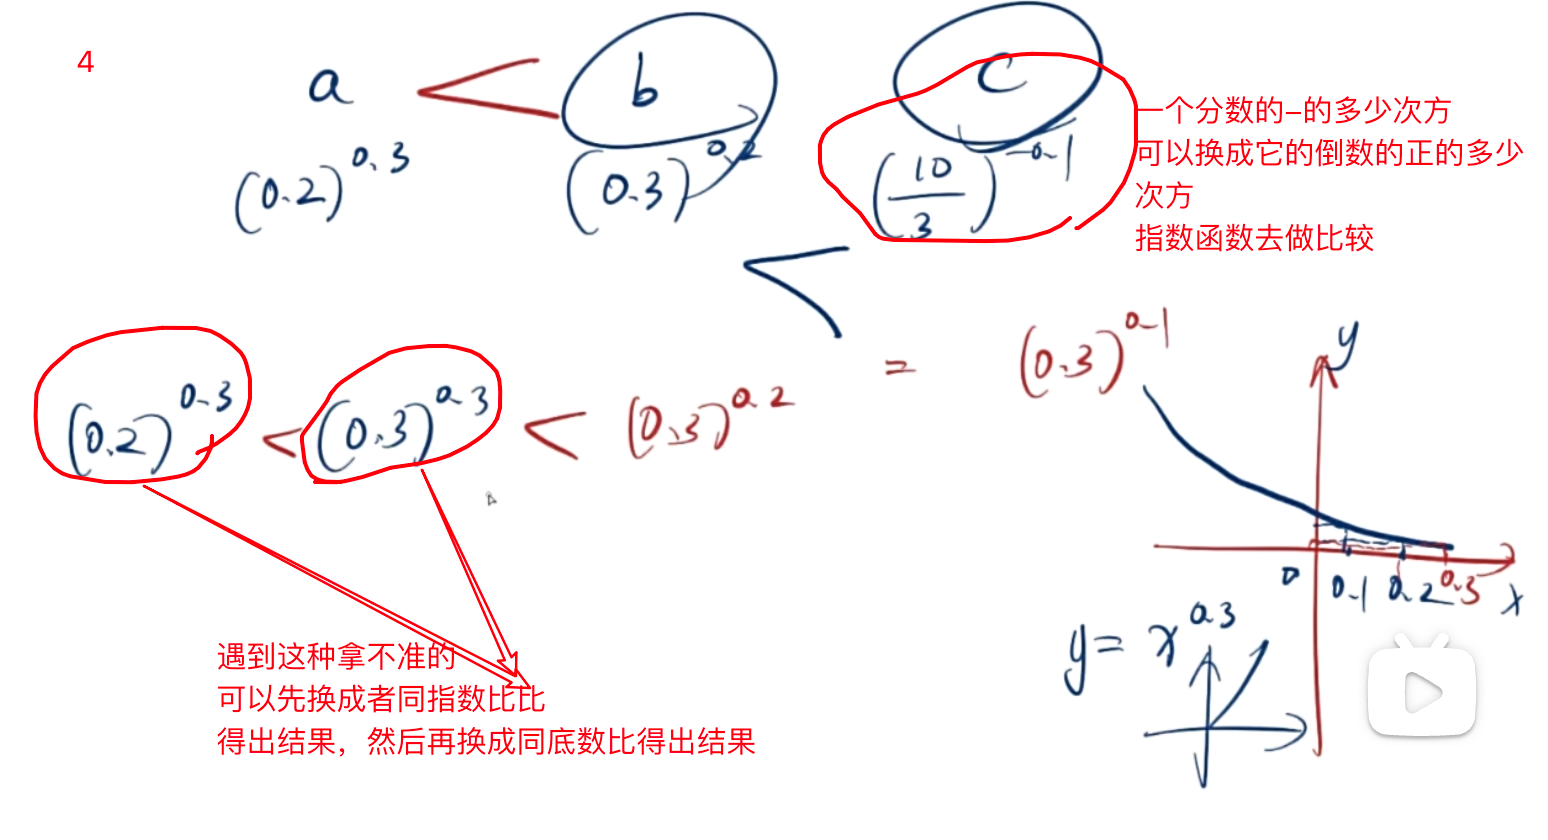 4
a < b c
(0.2)^0.3 (0.3)^0.2 (10/3)^-0.1
一个分数的-的多少次方
可以换成它的倒数的正的多少
次方
指数函数去做比较
<
= (0.3)^0.1
(0.2)^0.3 < (0.3)^0.3 < (0.3)^0.2
y
0 0.1 0.2 0.3 x
y = x^0.3
遇到这种拿不准的
可以先换成者同指数比比
得出结果，然后再换成同底数比得出结果